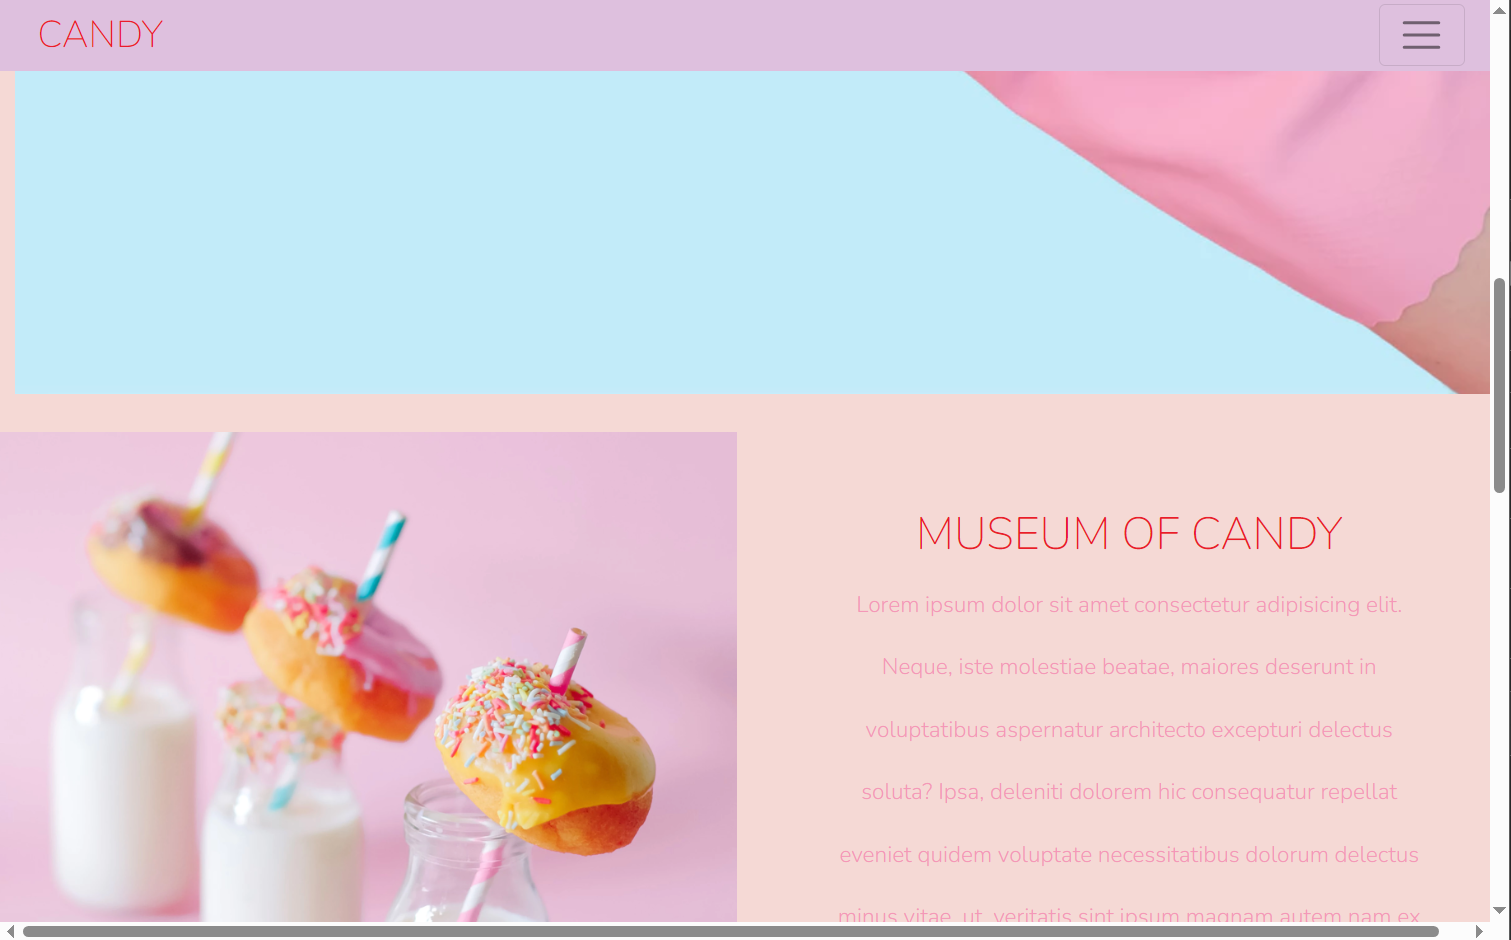 CANDY
MUSEUM OF CANDY
Lorem ipsum dolor sit amet consectetur adipisicing elit.
Neque, iste molestiae beatae, maiores deserunt in
voluptatibus aspernatur architecto excepturi delectus
soluta? Ipsa, deleniti dolorem hic consequatur repellat
eveniet quidem voluptate necessitatibus dolorum delectus
minus vitae, ut, veritatis sint ipsum magnam autem nam ex